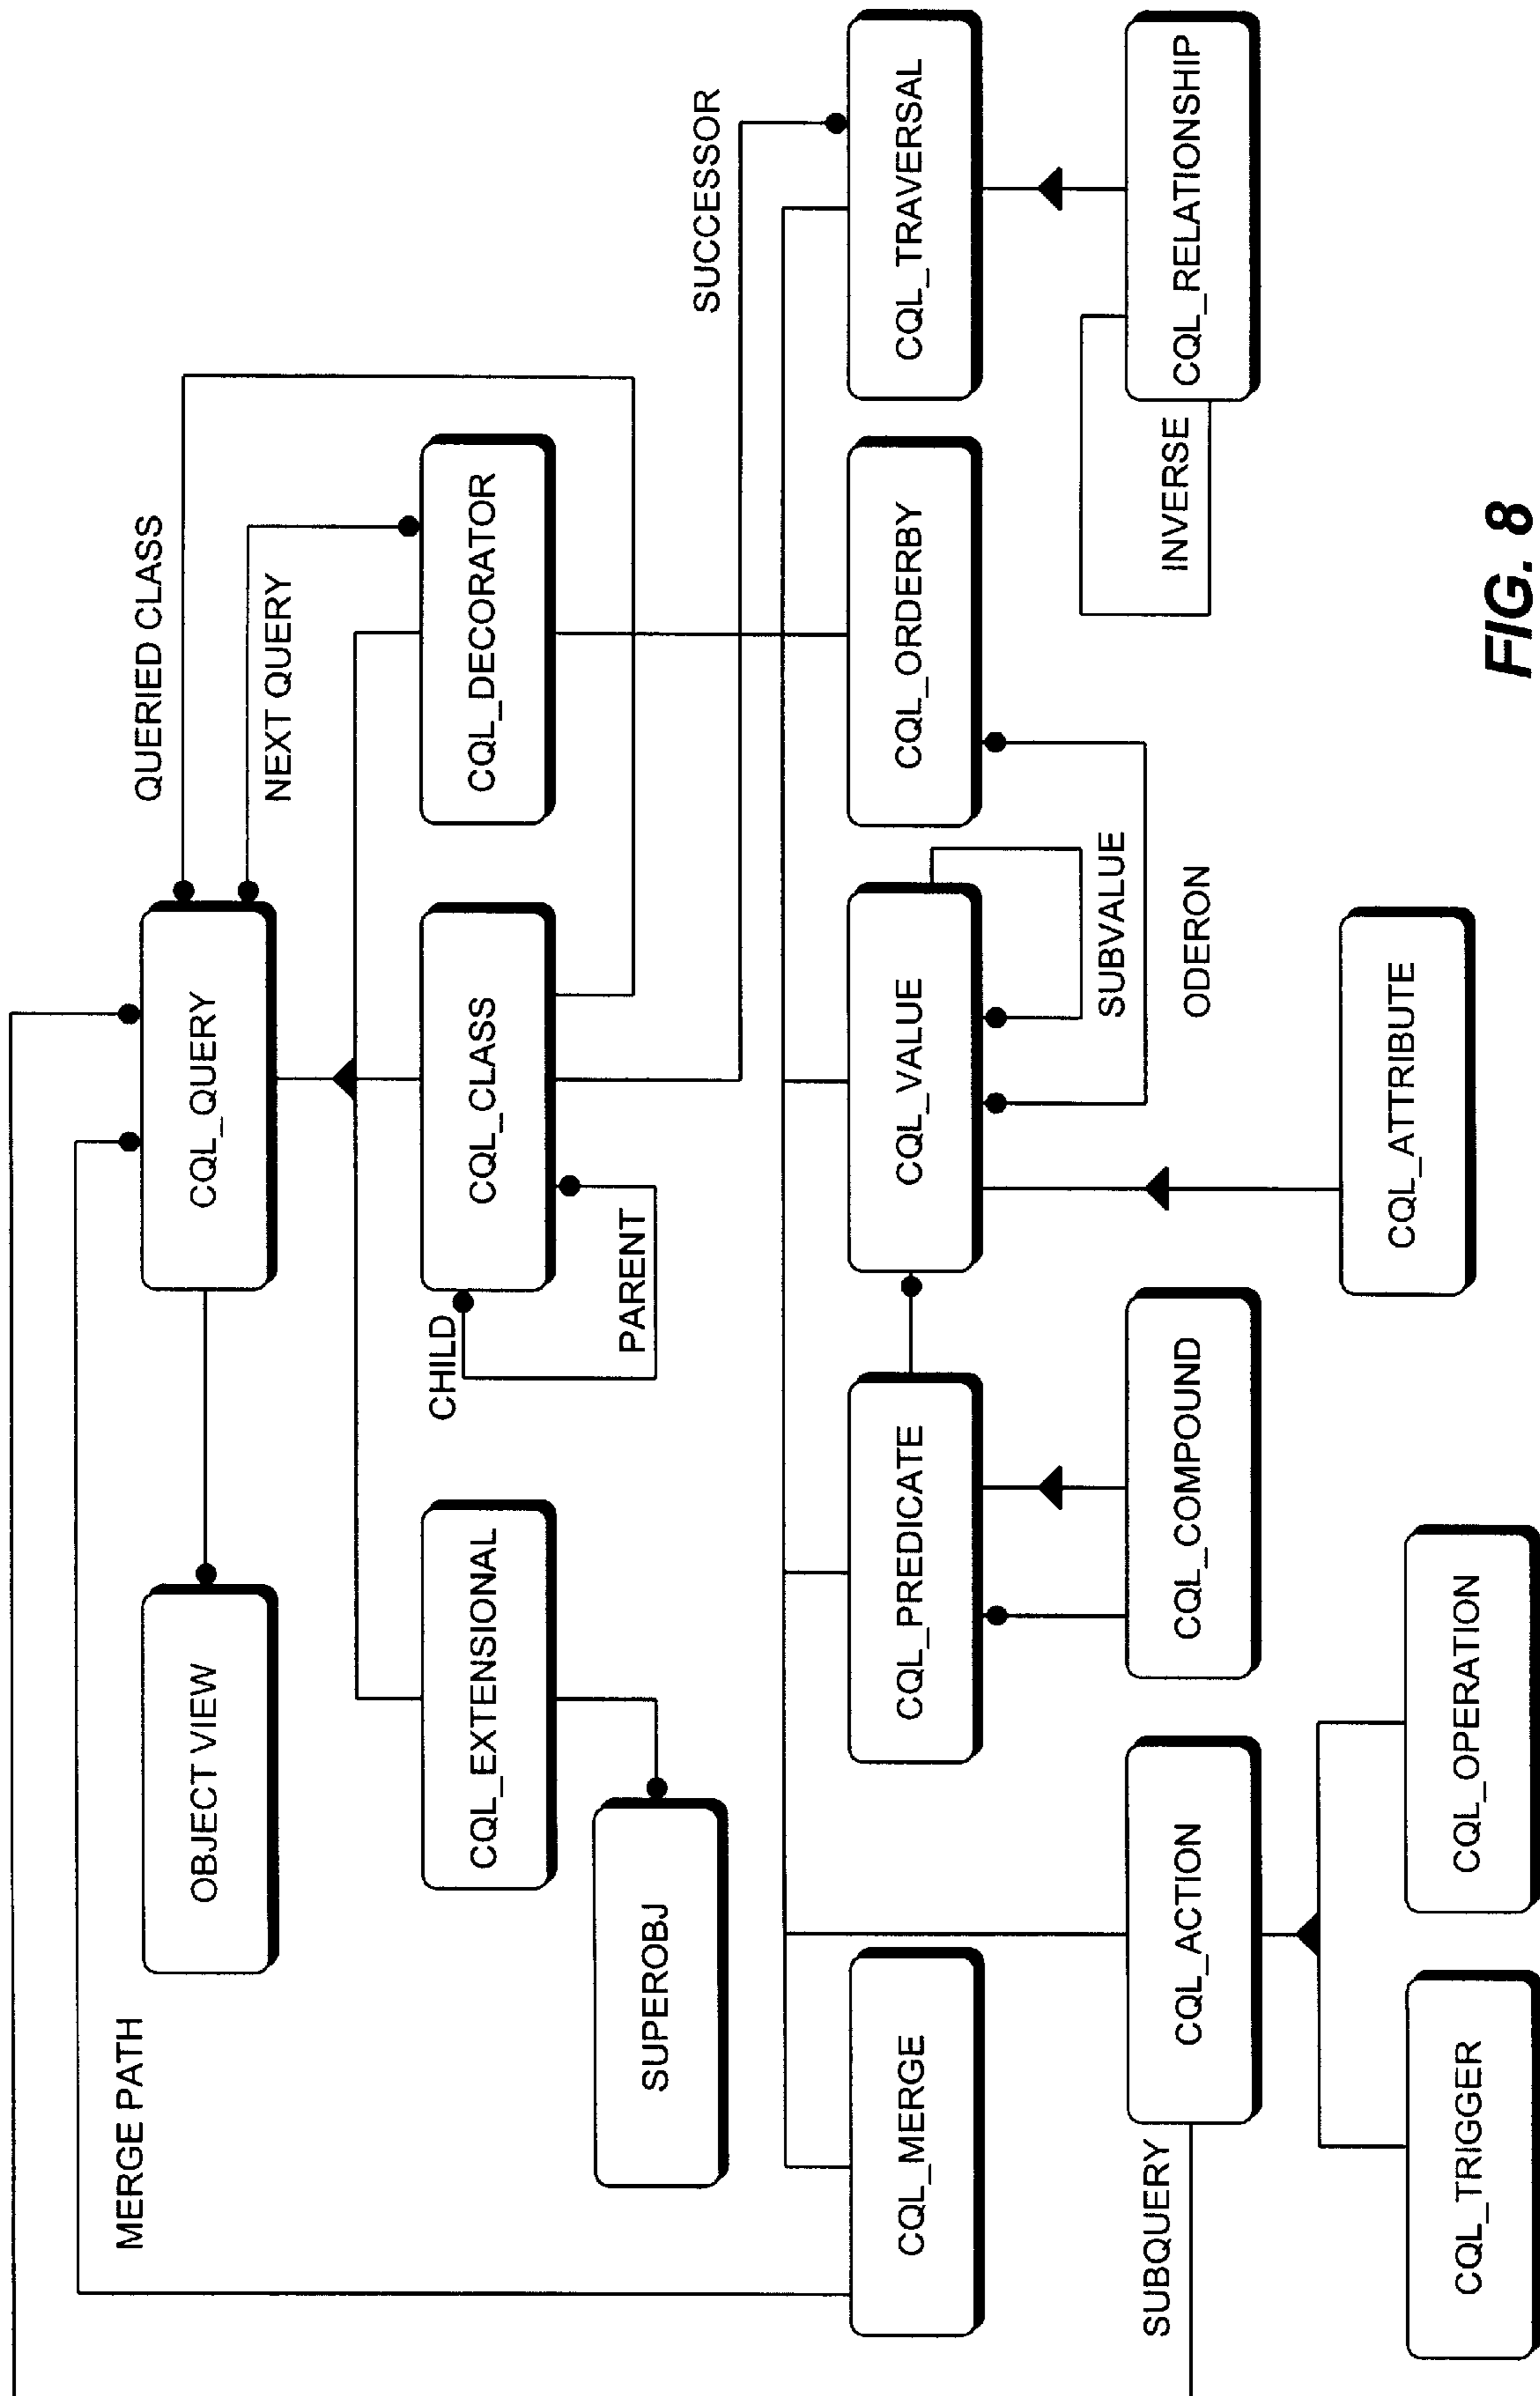 MERGE PATH
QUERIED CLASS
OBJECT VIEW
CQL_QUERY
NEXT QUERY
CQL_EXTENSIONAL
CHILD
CQL_CLASS
CQL_DECORATOR
SUPEROBJ
PARENT
SUCCESSOR
CQL_MERGE
CQL_PREDICATE
CQL_VALUE
CQL_ORDERBY
CQL_TRAVERSAL
SUBVALUE
SUBQUERY
CQL_ACTION
CQL_COMPOUND
ODERON
INVERSE
CQL_RELATIONSHIP
CQL_TRIGGER
CQL_OPERATION
CQL_ATTRIBUTE
FIG. 8